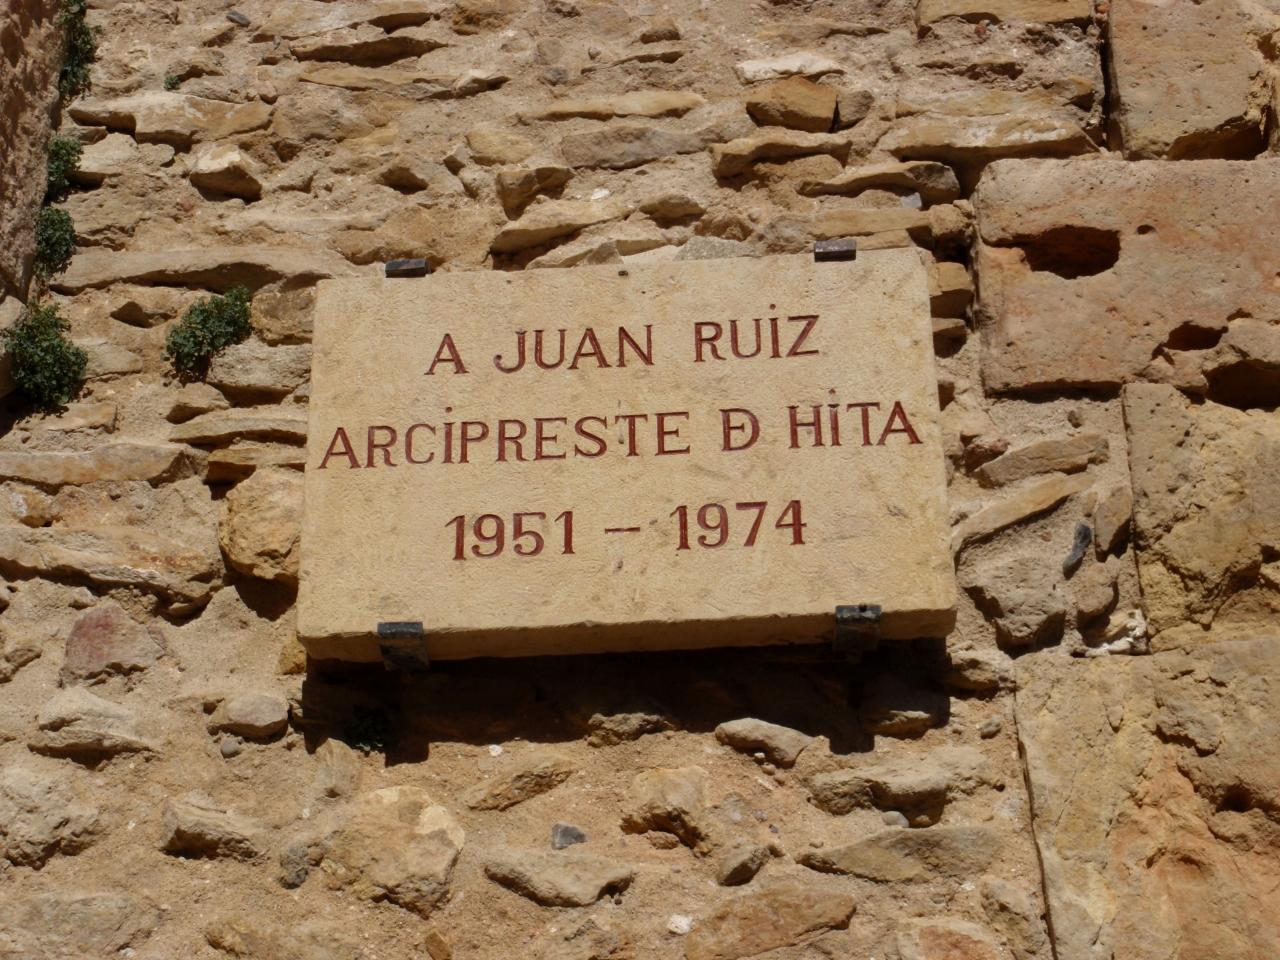 A JUAN RUIZ
ARCIPRESTE Đ HITA
1951 – 1974